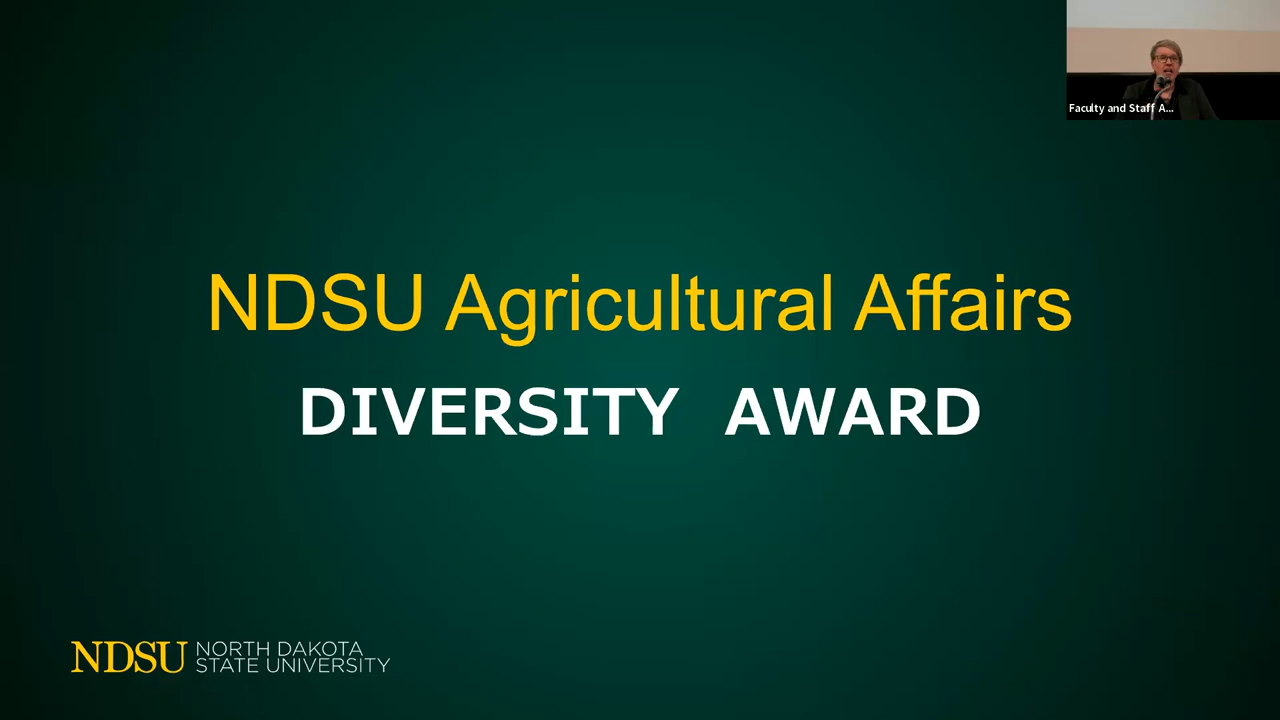 Faculty and Staff A...
NDSU Agricultural Affairs
DIVERSITY AWARD
NDSU NORTH DAKOTA
STATE UNIVERSITY